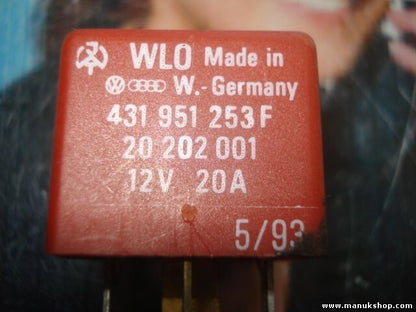 WLO Made in
W.-Germany
431 951 253 F
20 202 001
12V 20A
5/93
www.manukshop.com